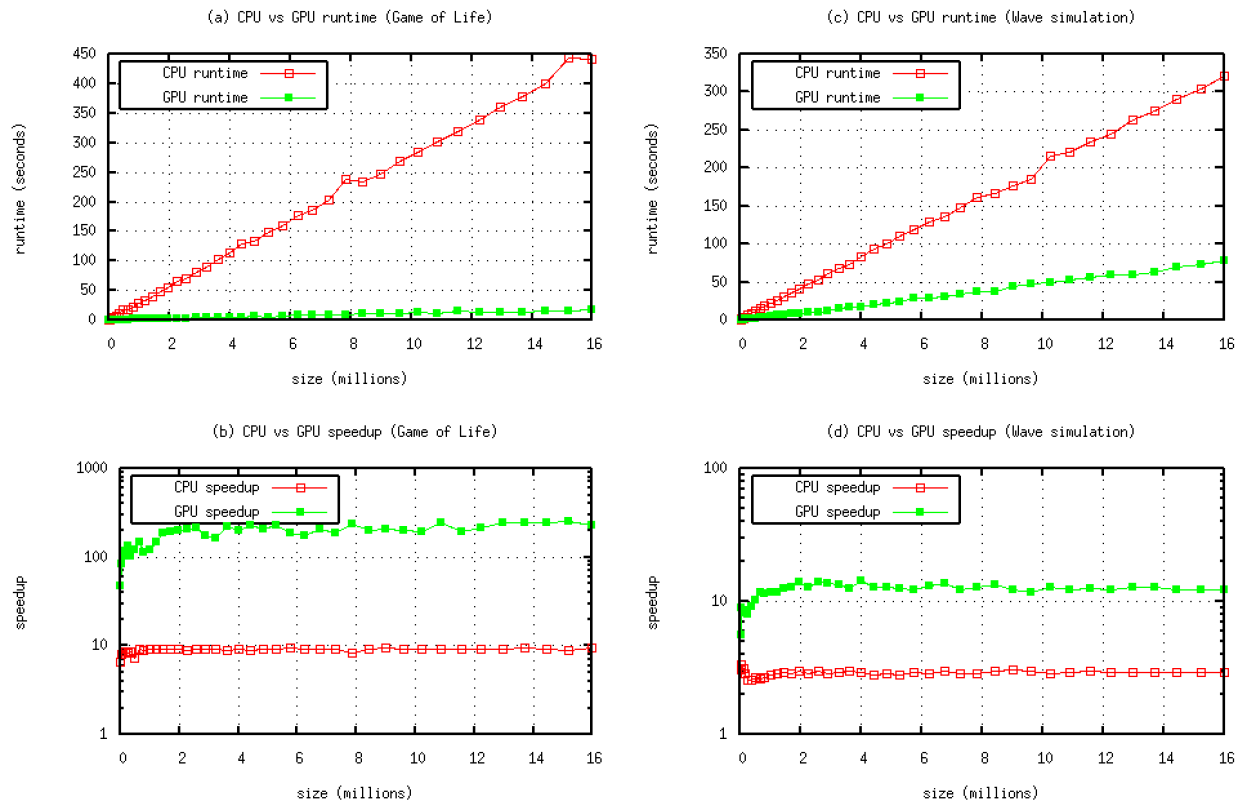 (a) CPU vs GPU runtime (Game of Life)
450
400
350
300
250
200
150
100
50
0
runtime (seconds)
CPU runtime
GPU runtime
0 2 4 6 8 10 12 14 16
size (millions)
(c) CPU vs GPU runtime (Wave simulation)
350
300
250
200
150
100
50
0
runtime (seconds)
CPU runtime
GPU runtime
0 2 4 6 8 10 12 14 16
size (millions)
(b) CPU vs GPU speedup (Game of Life)
1000
100
10
1
speedup
CPU speedup
GPU speedup
0 2 4 6 8 10 12 14 16
size (millions)
(d) CPU vs GPU speedup (Wave simulation)
100
10
1
speedup
CPU speedup
GPU speedup
0 2 4 6 8 10 12 14 16
size (millions)